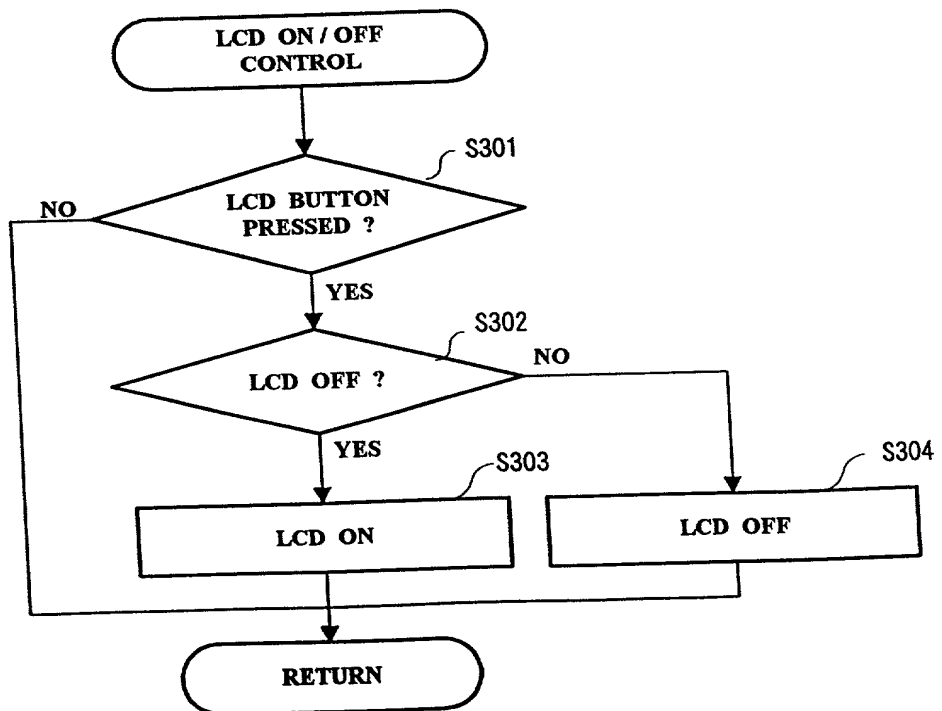 LCD ON / OFF
CONTROL
S301
NO
LCD BUTTON
PRESSED ?
YES
S302
NO
LCD OFF ?
YES
S303
S304
LCD ON
LCD OFF
RETURN